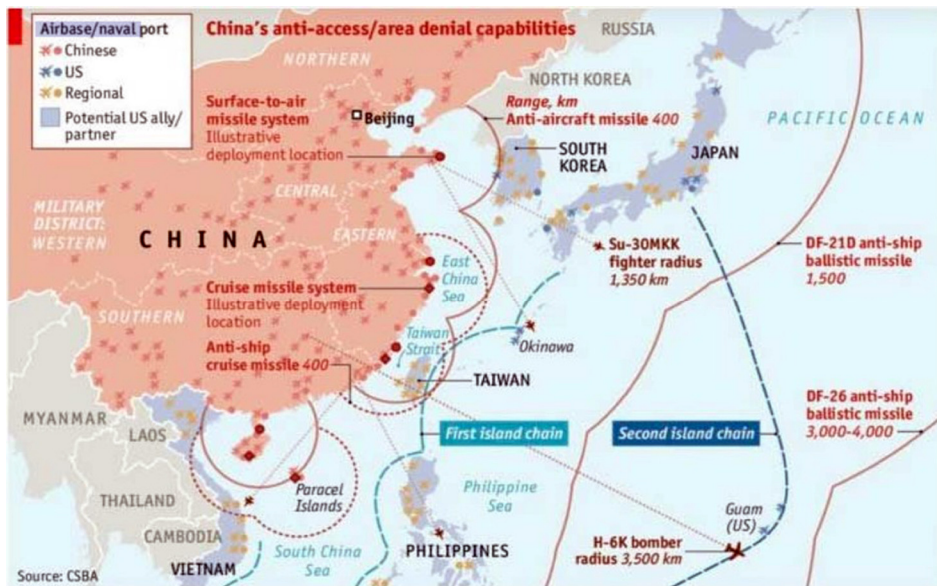 Airbase/naval port
Chinese
US
Regional
Potential US ally/
partner
China's anti-access/area denial capabilities
RUSSIA
NORTHERN
NORTH KOREA
Surface-to-air
missile system
Illustrative
deployment location
Beijing
Range, km
Anti-aircraft missile 400
PACIFIC OCEAN
SOUTH
KOREA
JAPAN
CENTRAL
MILITARY
DISTRICT:
WESTERN
CHINA
EASTERN
East
China
Sea
Su-30MKK
fighter radius
1,350 km
DF-21D anti-ship
ballistic missile
1,500
Cruise missile system
Illustrative deployment
location
SOUTHERN
Taiwan
Strait
Okinawa
Anti-ship
cruise missile 400
TAIWAN
MYANMAR
LAOS
First island chain
Second island chain
DF-26 anti-ship
ballistic missile
3,000-4,000
THAILAND
Paracel
Islands
Philippine
Sea
Guam
(US)
CAMBODIA
VIETNAM
South China
Sea
PHILIPPINES
H-6K bomber
radius 3,500 km
Source: CSBA